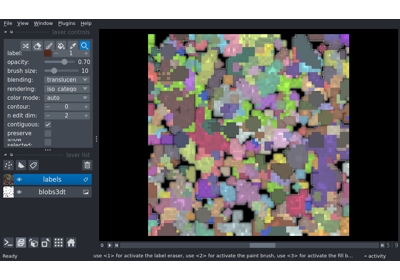 File View Window Plugins Help
layer controls
label: 1
opacity: 0.70
brush size: 10
blending: translucen
rendering: iso_catego
color mode: auto
contour: 0
n edit dim: 2
contiguous:
preserve
selected:
layer list
labels
blobs3dt
Ready
use <1> for activate the label eraser, use <2> for activate the paint brush, use <3> for activate the fill b...
activity